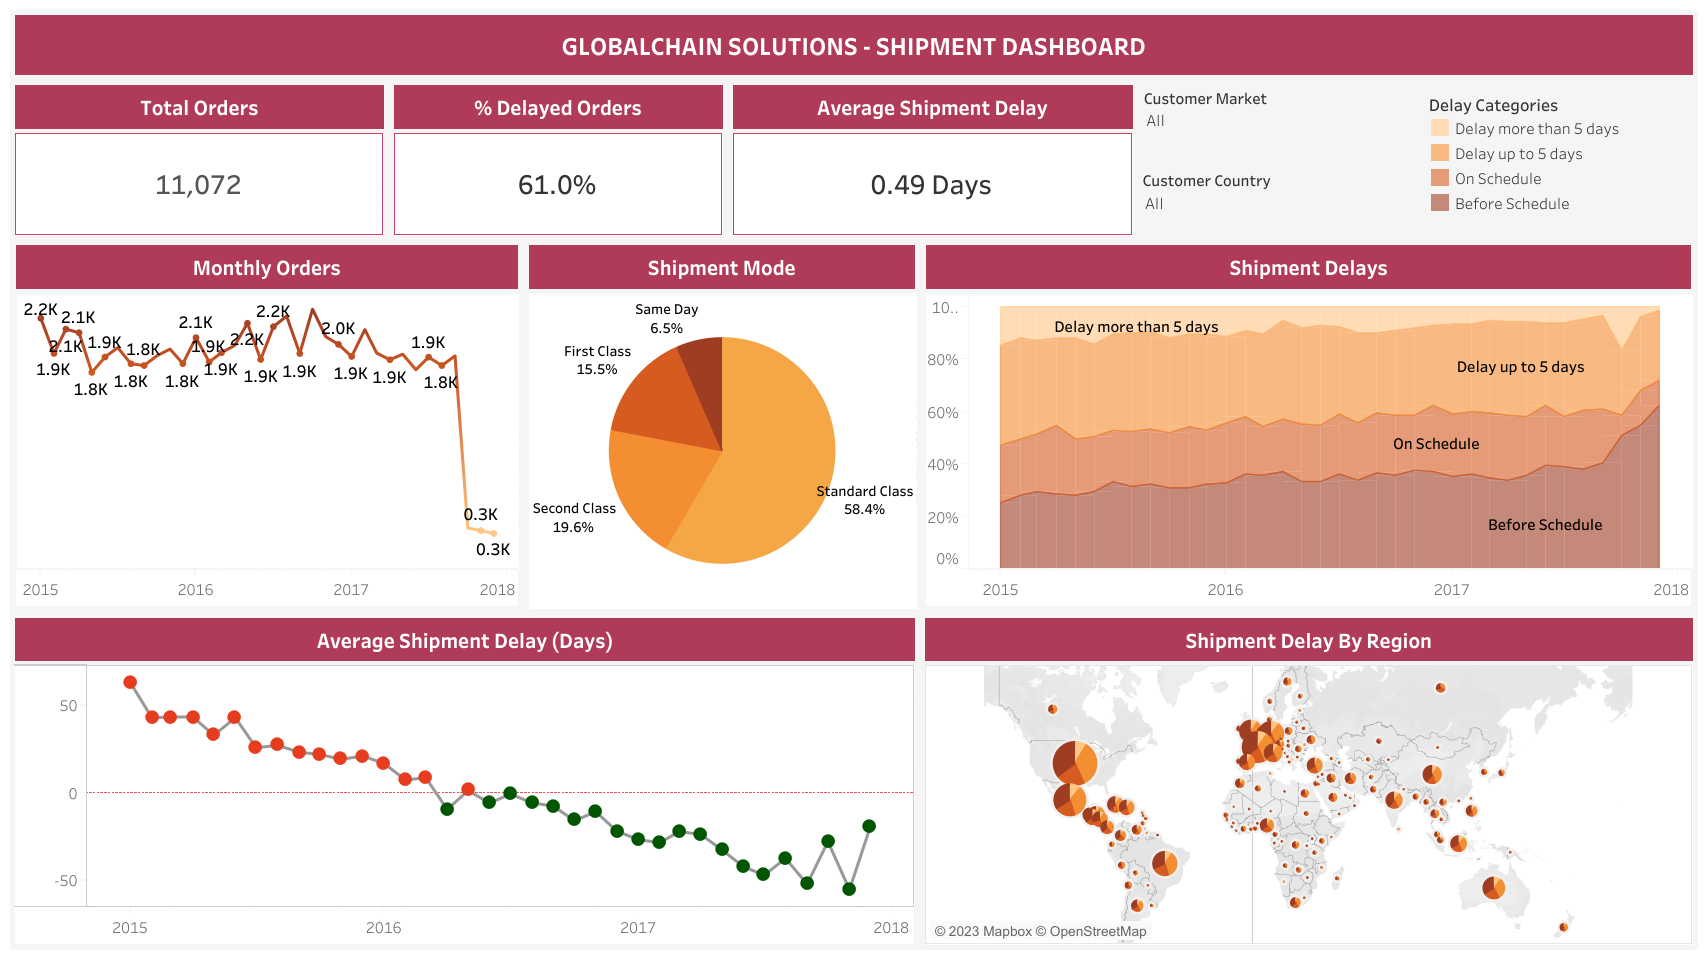 GLOBALCHAIN SOLUTIONS - SHIPMENT DASHBOARD
Total Orders
% Delayed Orders
Average Shipment Delay
11,072
61.0%
0.49 Days
Customer Market
All
Customer Country
All
Delay Categories
Delay more than 5 days
Delay up to 5 days
On Schedule
Before Schedule
Monthly Orders
2.2K
2.1K
2.1K
1.9K
1.9K
1.8K
1.8K
1.8K
2.1K
1.9K
1.8K
1.9K
2.2K
2.2K
1.9K
1.9K
2.0K
1.9K
1.9K
1.9K
1.8K
0.3K
0.3K
2015
2016
2017
2018
Shipment Mode
Same Day
6.5%
First Class
15.5%
Second Class
19.6%
Standard Class
58.4%
Shipment Delays
10..
80%
60%
40%
20%
0%
Delay more than 5 days
Delay up to 5 days
On Schedule
Before Schedule
2015
2016
2017
2018
Average Shipment Delay (Days)
50
0
-50
2015
2016
2017
2018
Shipment Delay By Region
© 2023 Mapbox © OpenStreetMap